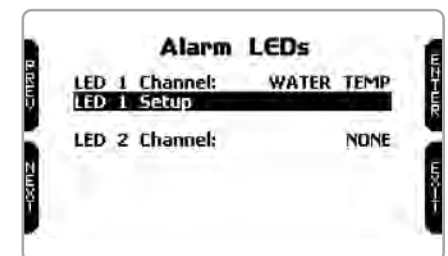 Alarm LEDs
LED 1 Channel: WATER TEMP
LED 1 Setup
LED 2 Channel: NONE
PREV
NEXT
ENTER
EXIT